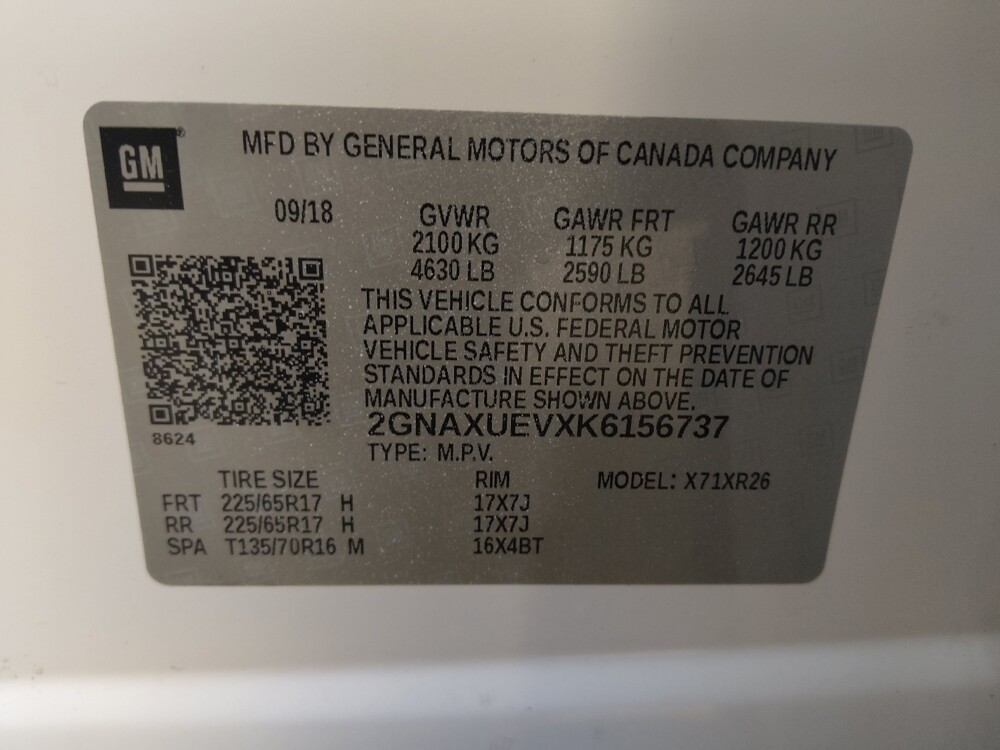 GM
MFD BY GENERAL MOTORS OF CANADA COMPANY
09/18 GVWR GAWR FRT GAWR RR
2100 KG 1175 KG 1200 KG
4630 LB 2590 LB 2645 LB
THIS VEHICLE CONFORMS TO ALL
APPLICABLE U.S. FEDERAL MOTOR
VEHICLE SAFETY AND THEFT PREVENTION
STANDARDS IN EFFECT ON THE DATE OF
MANUFACTURE SHOWN ABOVE.
2GNAXUEVXK6156737
8624
TYPE: M.P.V.
TIRE SIZE RIM MODEL: X71XR26
FRT 225/65R17 H 17X7J
RR 225/65R17 H 17X7J
SPA T135/70R16 M 16X4BT